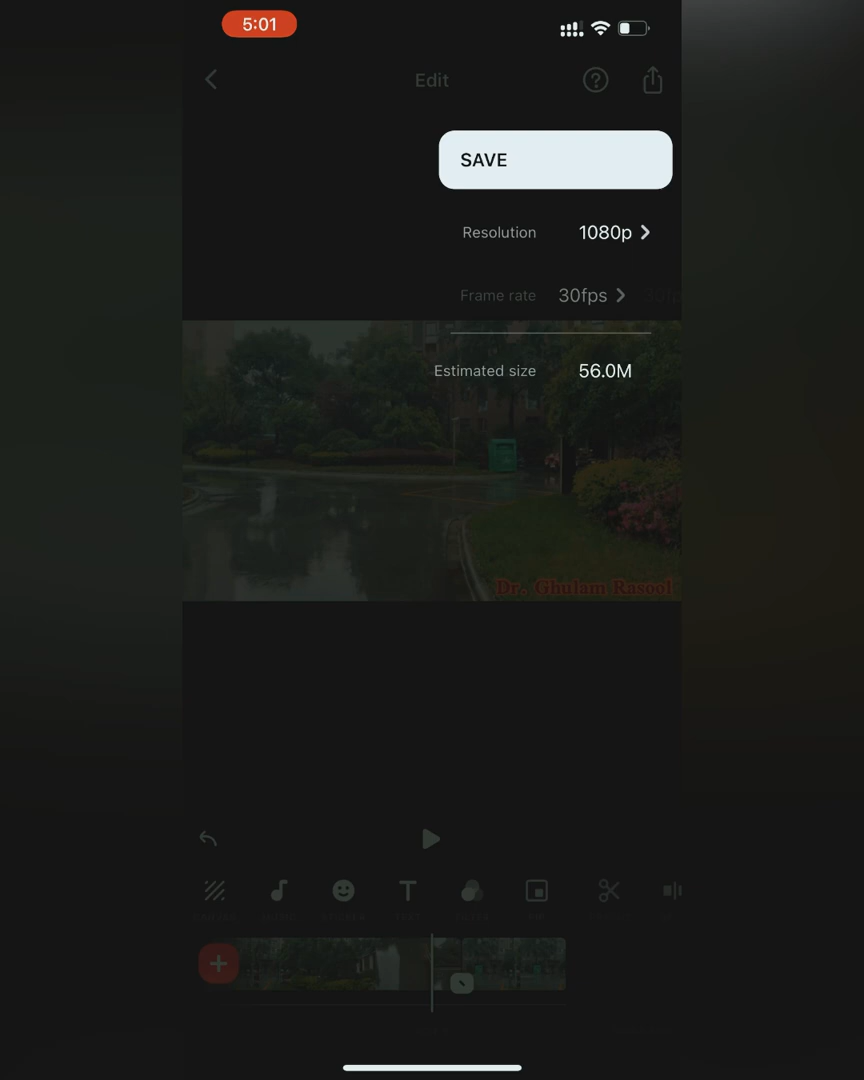 5:01
Edit
SAVE
Resolution 1080p
Frame rate 30fps
Estimated size 56.0M
Dr. Ghulam Rasool